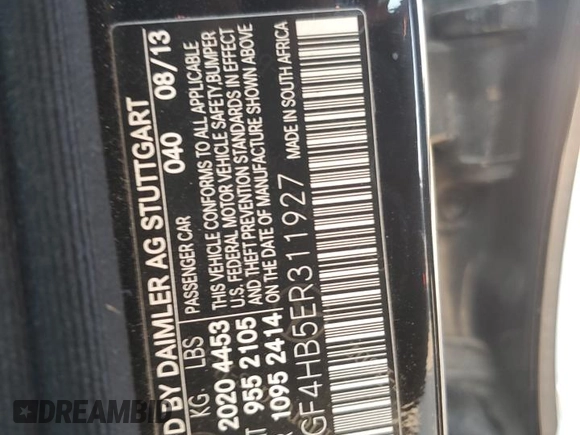 D BY DAIMLER AG STUTTGART
040 08/13
KG LBS PASSENGER CAR
2020 4453 THIS VEHICLE CONFORMS TO ALL APPLICABLE
955 2105 U.S. FEDERAL MOTOR VEHICLE SAFETY, BUMPER
1095 2414 AND THEFT PREVENTION STANDARDS IN EFFECT
ON THE DATE OF MANUFACTURE SHOWN ABOVE
GF4HB5ER311927 MADE IN SOUTH AFRICA
DREAMBID